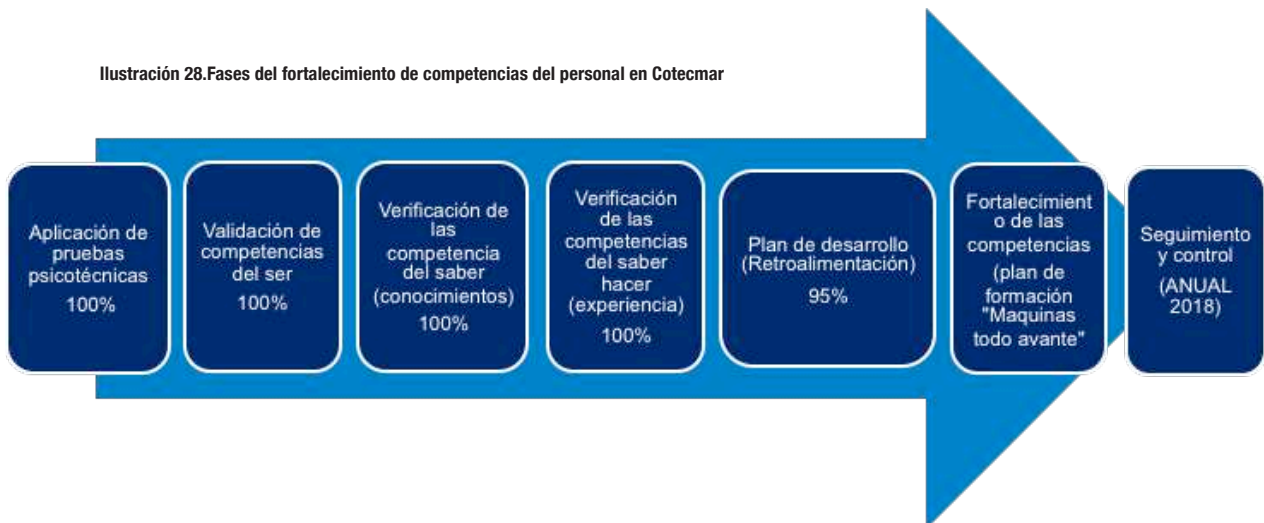 Ilustración 28.Fases del fortalecimiento de competencias del personal en Cotecmar
Aplicación de
pruebas
psicotécnicas
100%
Validación de
competencias
del ser
100%
Verificación de
las
competencia
del saber
(conocimientos)
100%
Verificación
de las
competencias
del saber
hacer
(experiencia)
100%
Plan de desarrollo
(Retroalimentación)
95%
Fortalecimient
o de las
competencias
(plan de
formación
"Maquinas
todo avante"
Seguimiento
y control
(ANUAL
2018)